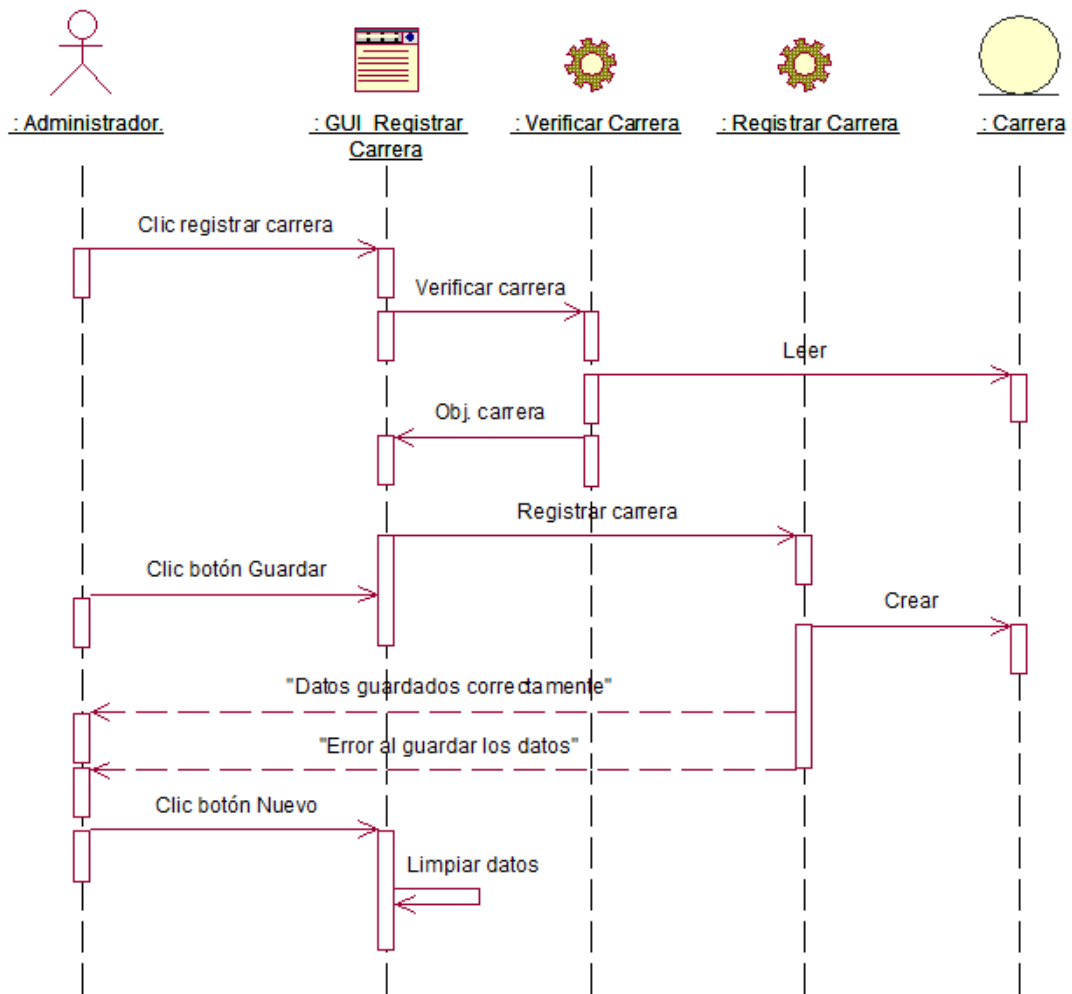 : Administrador.
: GUI_Registrar
Carrera
: Verificar Carrera
: Registrar Carrera
: Carrera
Clic registrar carrera
Verificar carrera
Leer
Obj. carrera
Registrar carrera
Clic botón Guardar
Crear
"Datos guardados correctamente"
"Error al guardar los datos"
Clic botón Nuevo
Limpiar datos